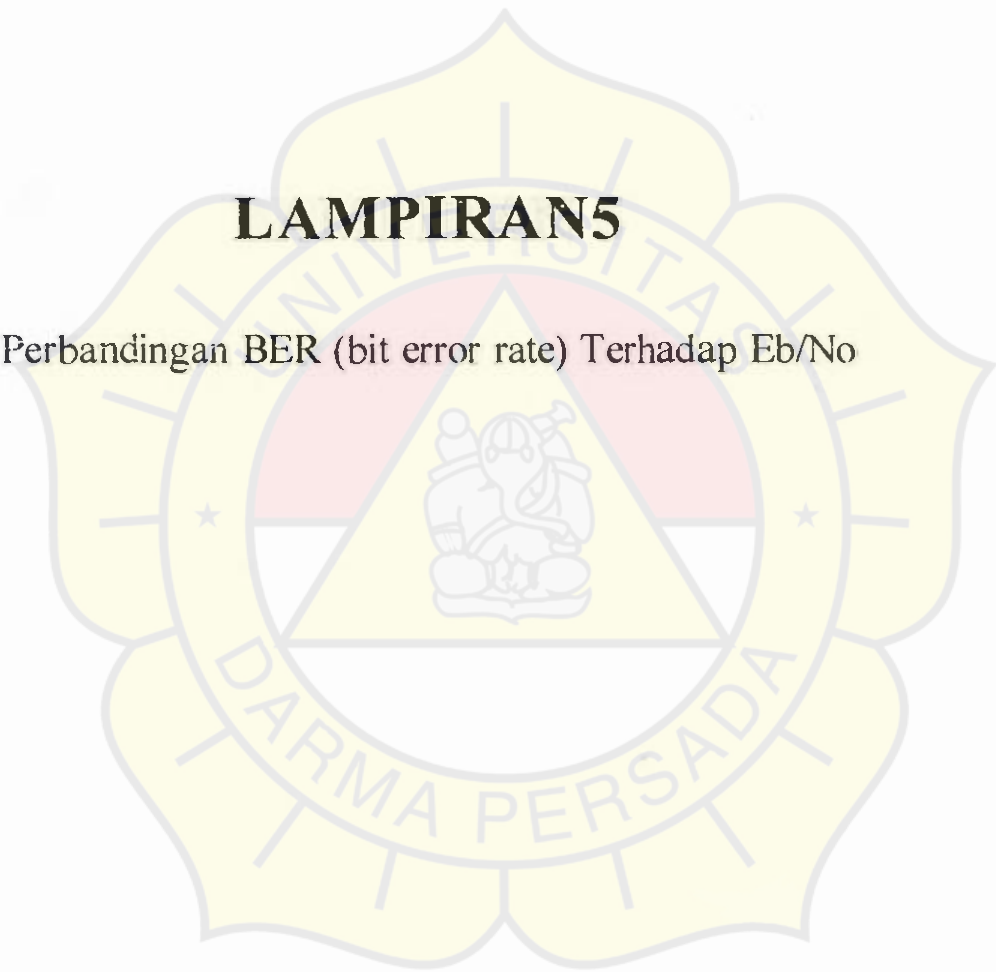 LAMPIRAN5
Perbandingan BER (bit error rate) Terhadap Eb/No
UNIVERSITAS
DARMA PERSADA